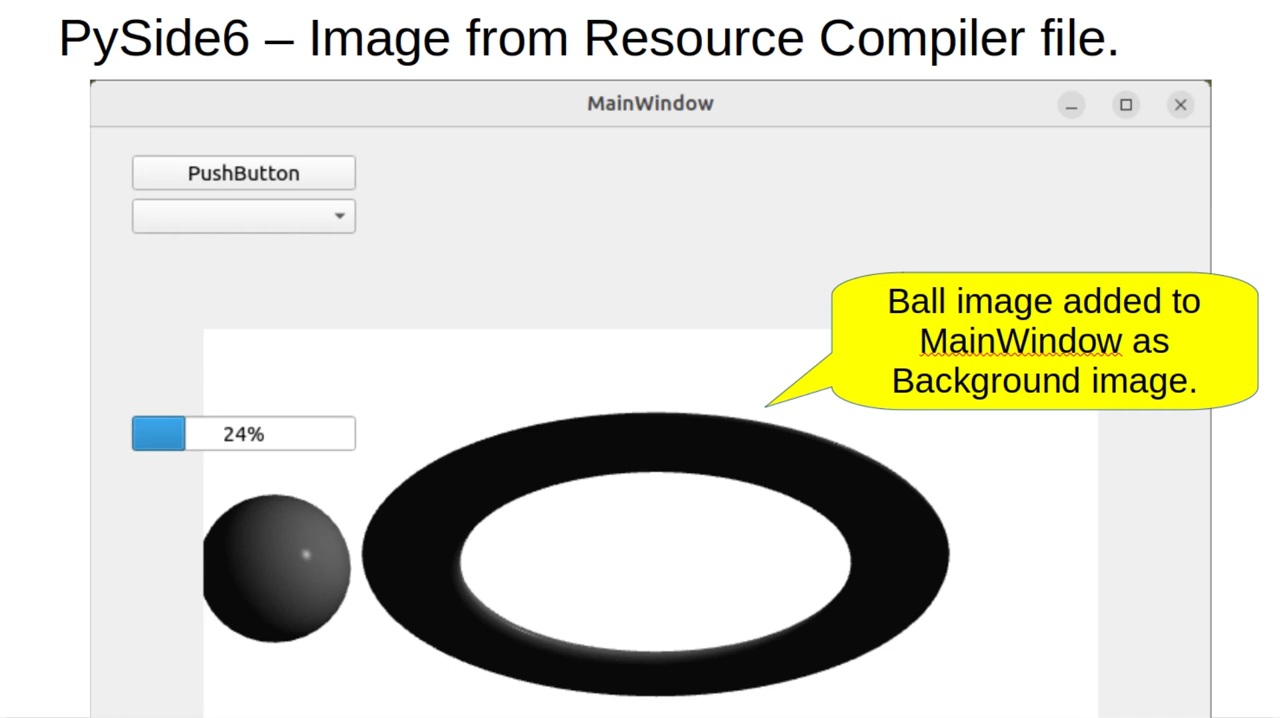 PySide6 – Image from Resource Compiler file.
MainWindow
PushButton
Ball image added to
MainWindow as
Background image.
24%